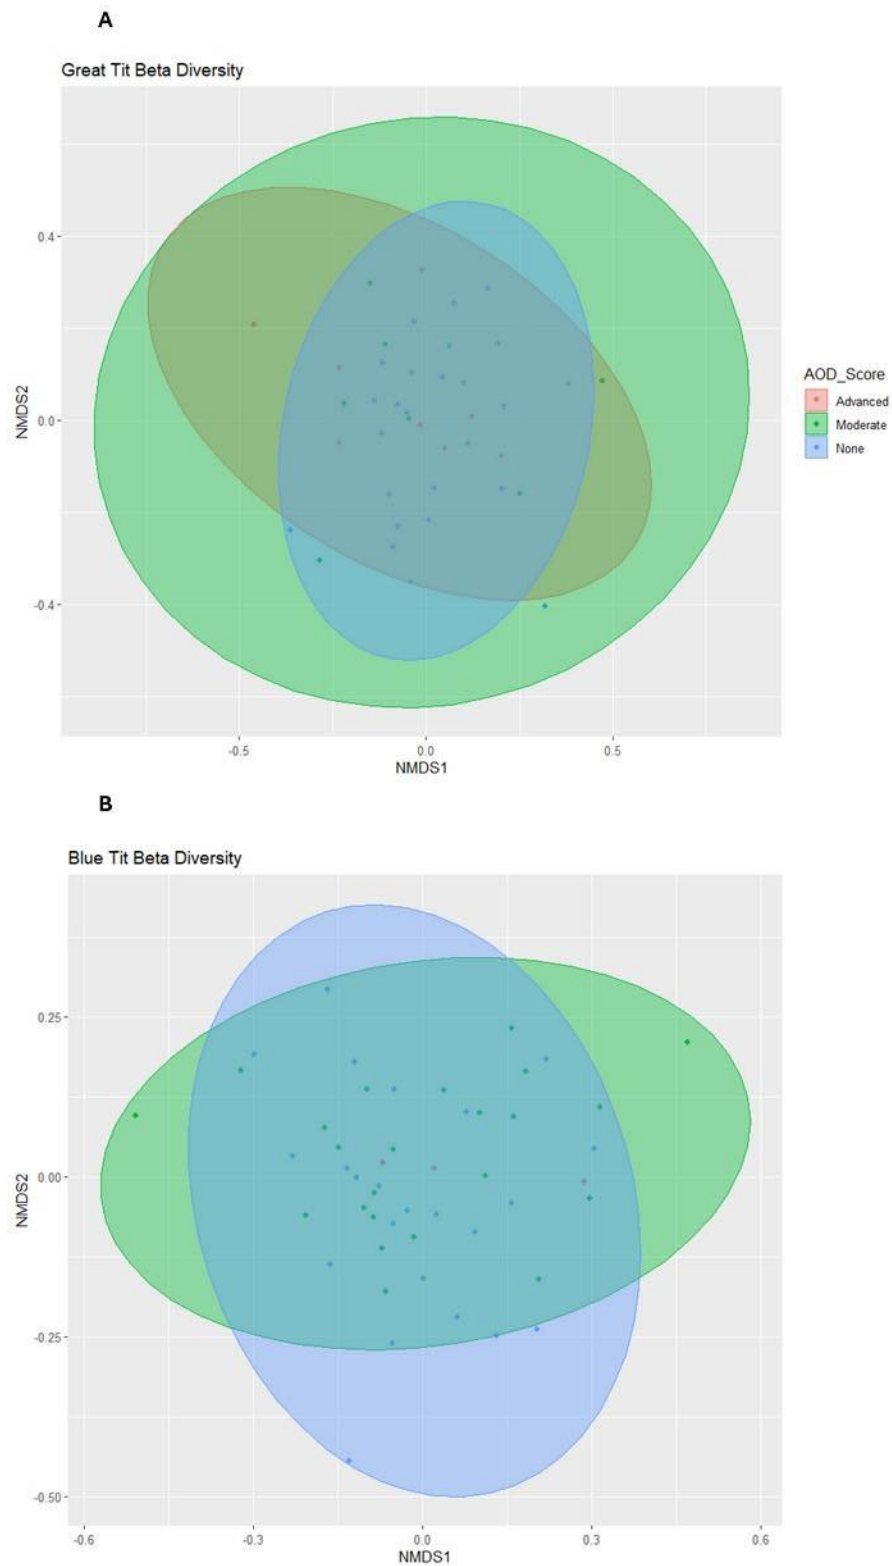 A
Great Tit Beta Diversity
0.4
0.0
-0.4
NMDS2
-0.5 0.0 0.5
NMDS1
AOD_Score
Advanced
Moderate
None
B
Blue Tit Beta Diversity
0.25
0.00
-0.25
-0.50
NMDS2
-0.6 -0.3 0.0 0.3 0.6
NMDS1